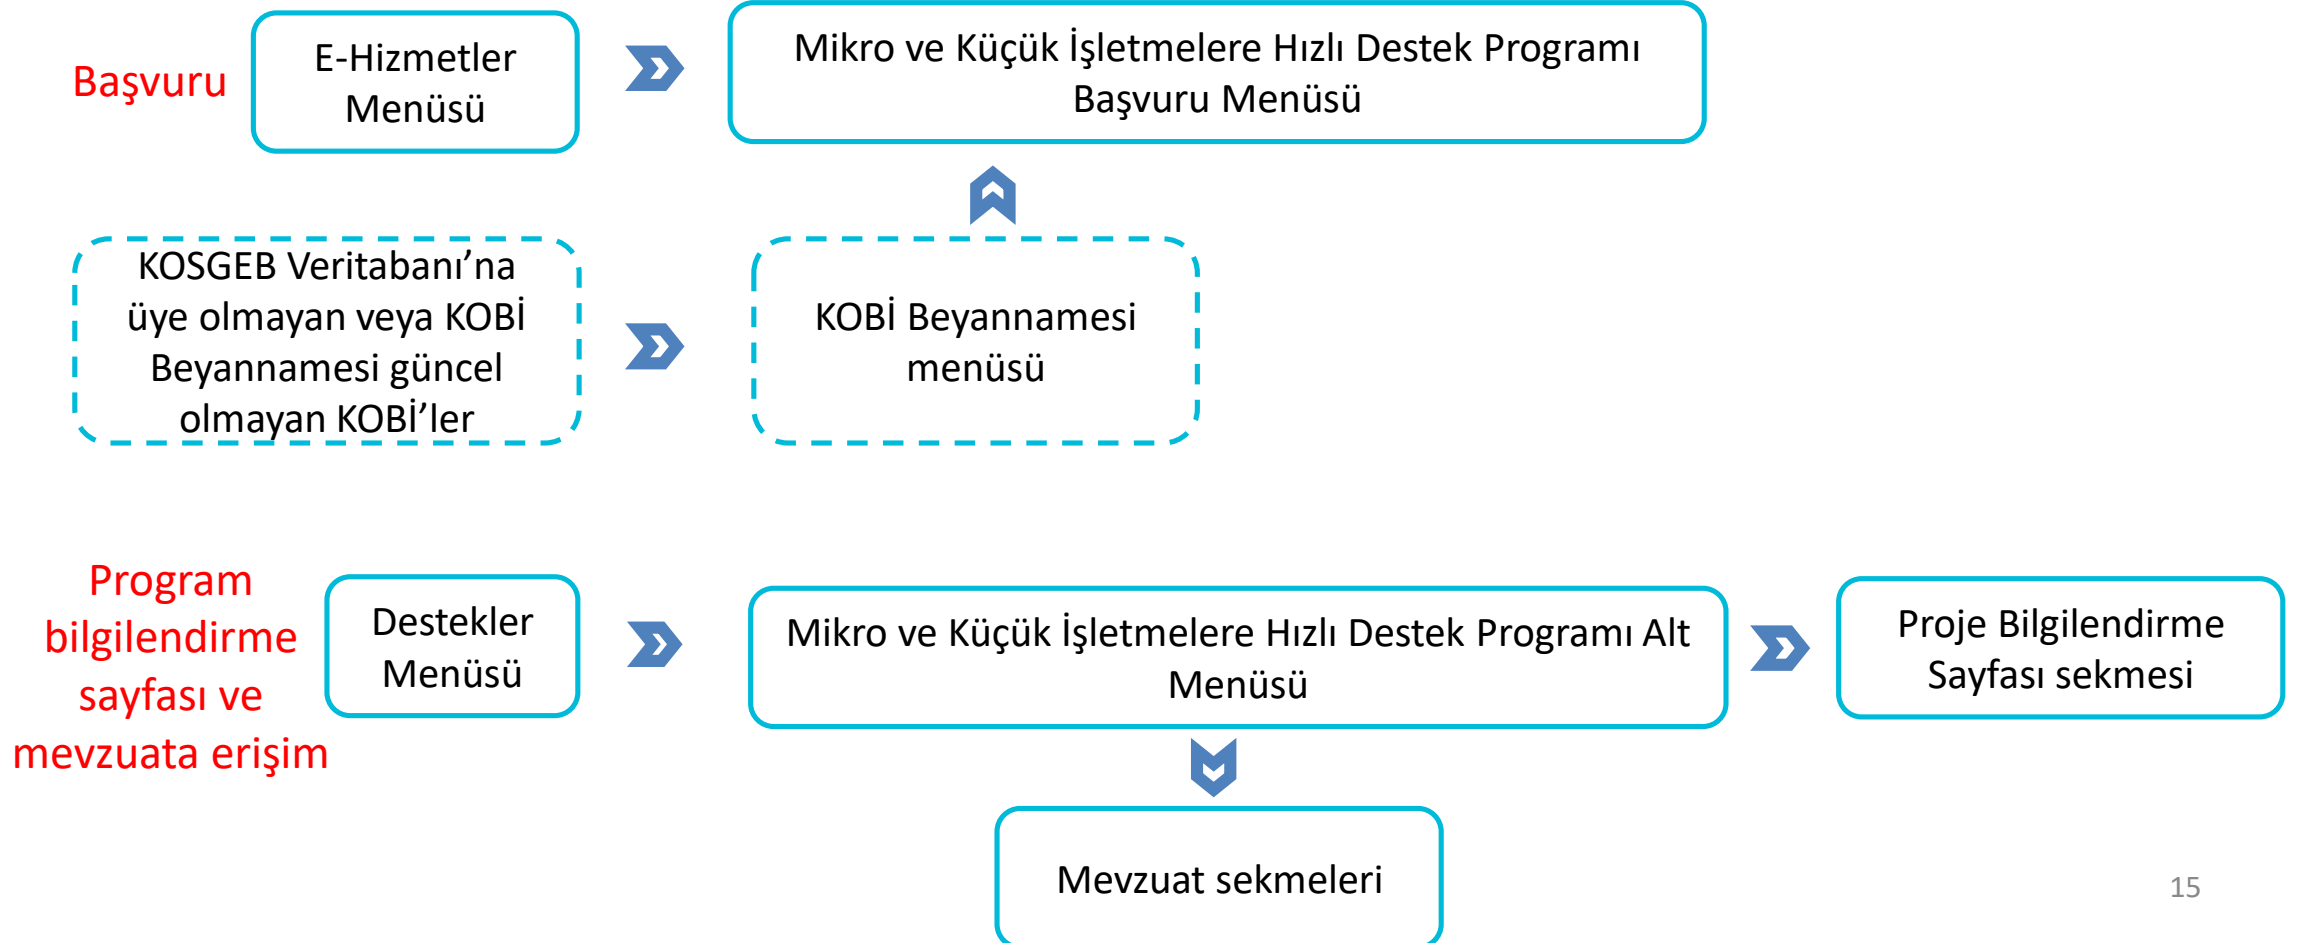 Başvuru
E-Hizmetler
Menüsü
Mikro ve Küçük İşletmelere Hızlı Destek Programı
Başvuru Menüsü
KOSGEB Veritabanı’na
üye olmayan veya KOBİ
Beyannamesi güncel
olmayan KOBİ’ler
KOBİ Beyannamesi
menüsü
Program
bilgilendirme
sayfası ve
mevzuata erişim
Destekler
Menüsü
Mikro ve Küçük İşletmelere Hızlı Destek Programı Alt
Menüsü
Proje Bilgilendirme
Sayfası sekmesi
Mevzuat sekmeleri
15